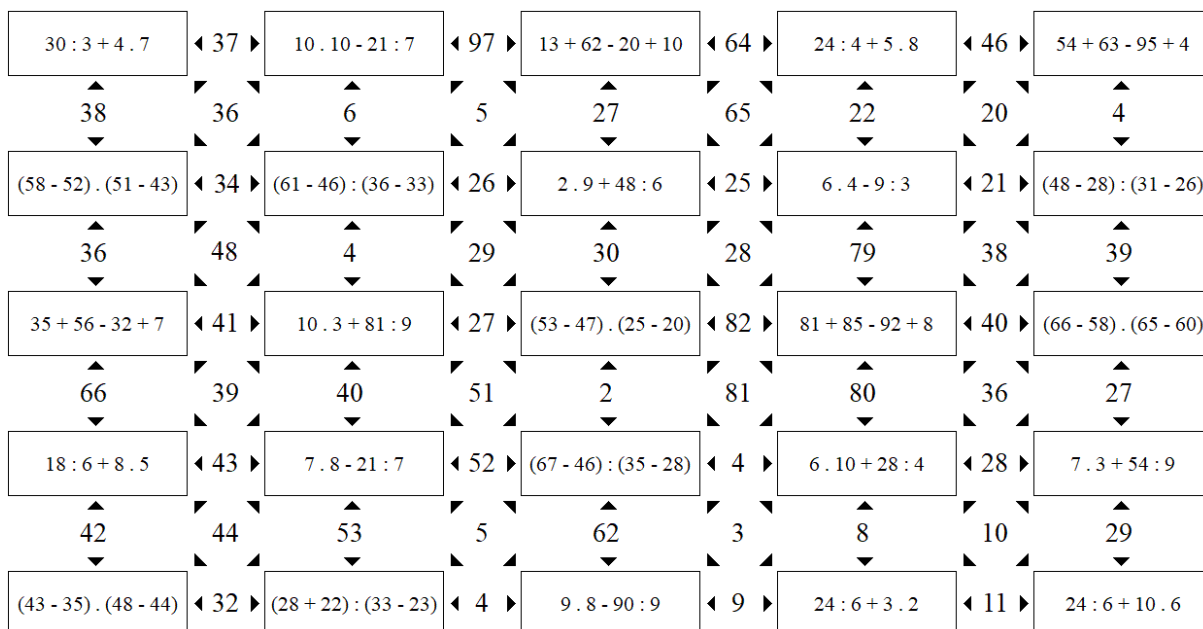 30 : 3 + 4 . 7 37 10 . 10 - 21 : 7 97 13 + 62 - 20 + 10 64 24 : 4 + 5 . 8 46 54 + 63 - 95 + 4
38 36 6 5 27 65 22 20 4
(58 - 52) . (51 - 43) 34 (61 - 46) : (36 - 33) 26 2 . 9 + 48 : 6 25 6 . 4 - 9 : 3 21 (48 - 28) : (31 - 26)
36 48 4 29 30 28 79 38 39
35 + 56 - 32 + 7 41 10 . 3 + 81 : 9 27 (53 - 47) . (25 - 20) 82 81 + 85 - 92 + 8 40 (66 - 58) . (65 - 60)
66 39 40 51 2 81 80 36 27
18 : 6 + 8 . 5 43 7 . 8 - 21 : 7 52 (67 - 46) : (35 - 28) 4 6 . 10 + 28 : 4 28 7 . 3 + 54 : 9
42 44 53 5 62 3 8 10 29
(43 - 35) . (48 - 44) 32 (28 + 22) : (33 - 23) 4 9 . 8 - 90 : 9 9 24 : 6 + 3 . 2 11 24 : 6 + 10 . 6